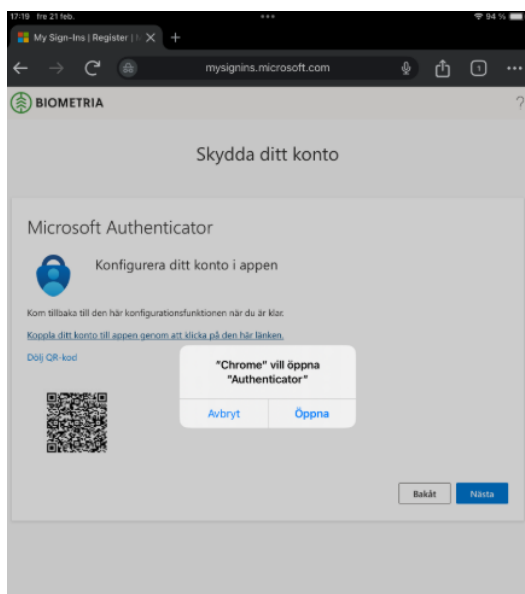 17:19 fre 21 feb.
94 %
My Sign-Ins | Register |
mysignins.microsoft.com
1
BIOMETRIA
?
Skydda ditt konto
Microsoft Authenticator
Konfigurera ditt konto i appen
Kom tillbaka till den här konfigurationsfunktionen när du är klar.
Koppla ditt konto till appen genom att klicka på den här länken.
Dölj QR-kod
"Chrome" vill öppna
"Authenticator"
Avbryt Öppna
Bakåt Nästa